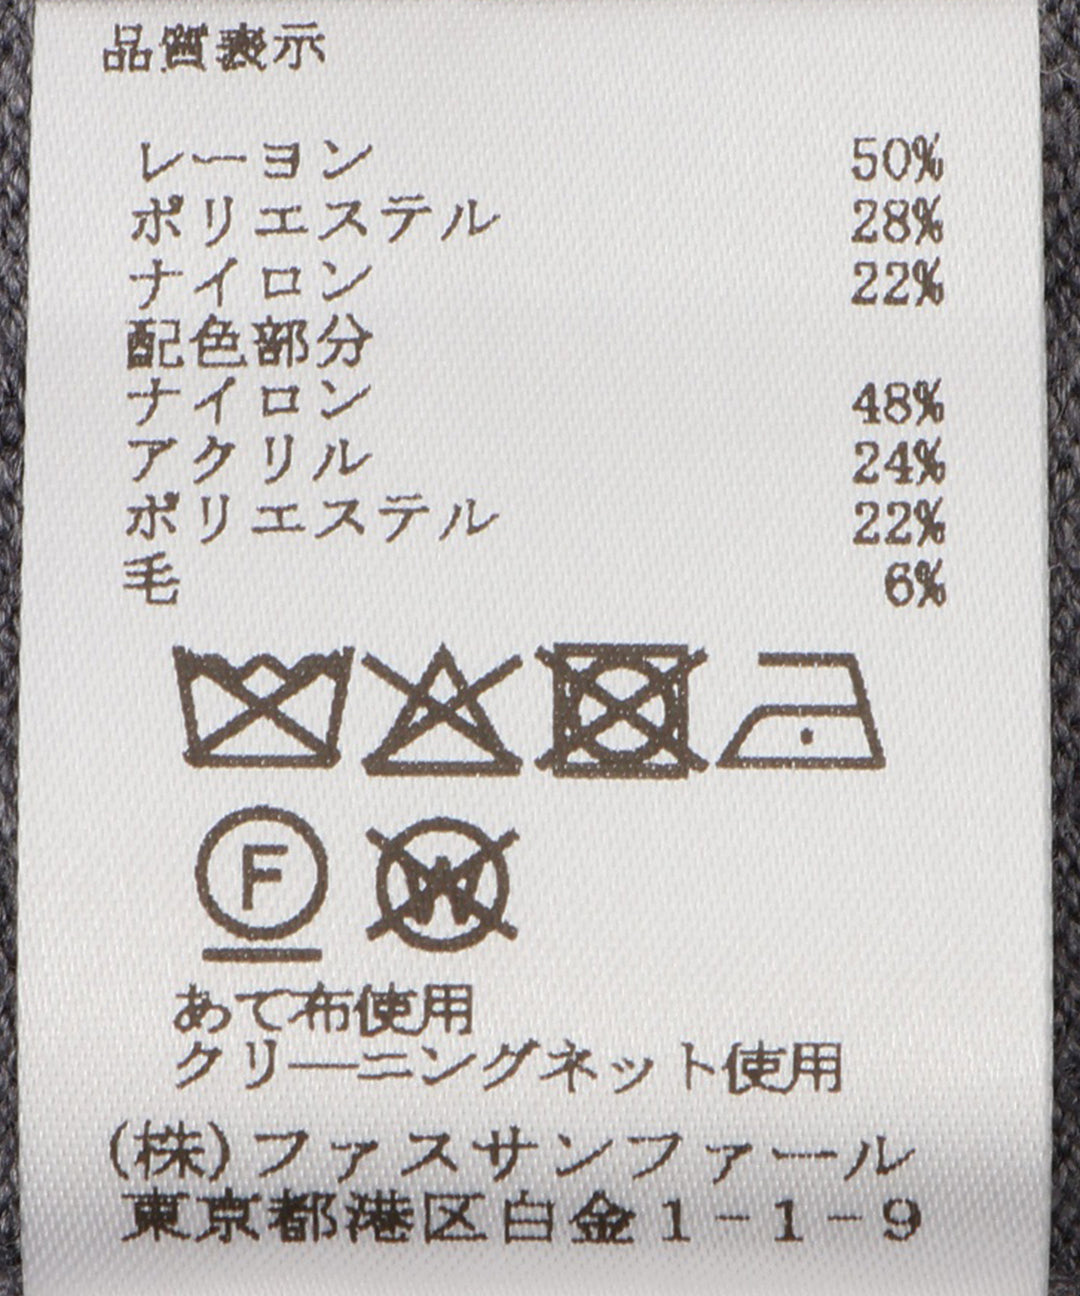 品質表示
レーヨン 50%
ポリエステル 28%
ナイロン 22%
配色部分
ナイロン 48%
アクリル 24%
ポリエステル 22%
毛 6%
F W
あて布使用
クリーニングネット使用
(株)ファスサンファール
東京都港区白金1-1-9